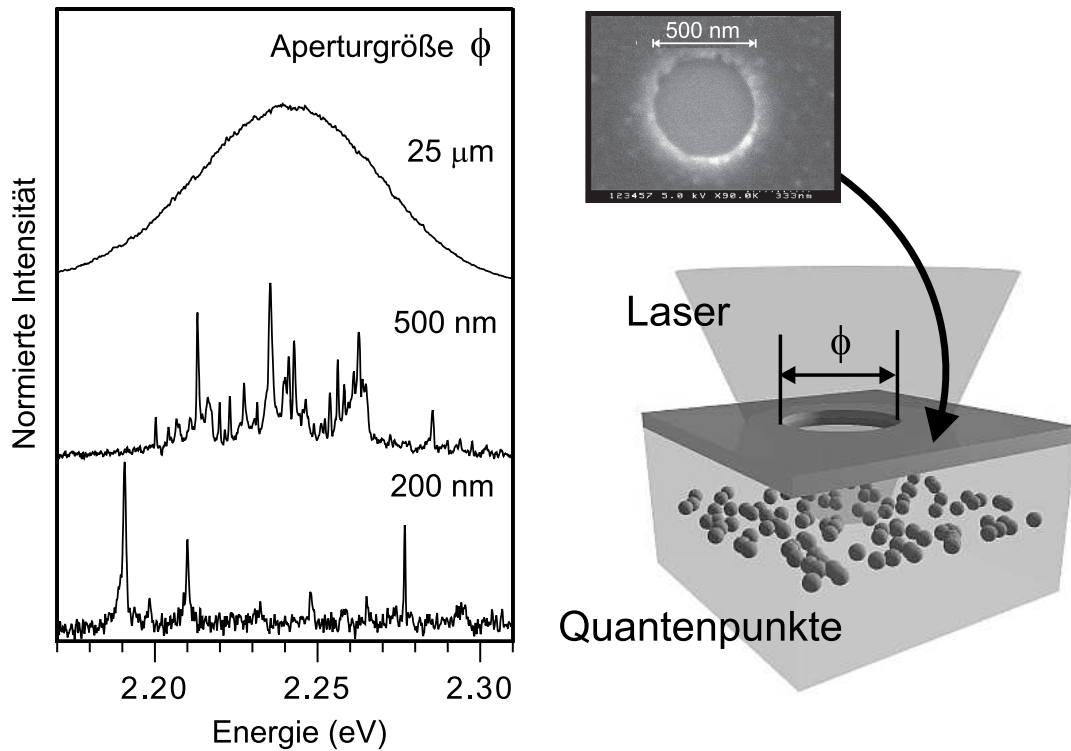 Aperturgröße ϕ
25 μm
500 nm
200 nm
Normierte Intensität
2.20
2.25
2.30
Energie (eV)
500 nm
123457 5.0 kV X90.0K 333nm
Laser
ϕ
Quantenpunkte